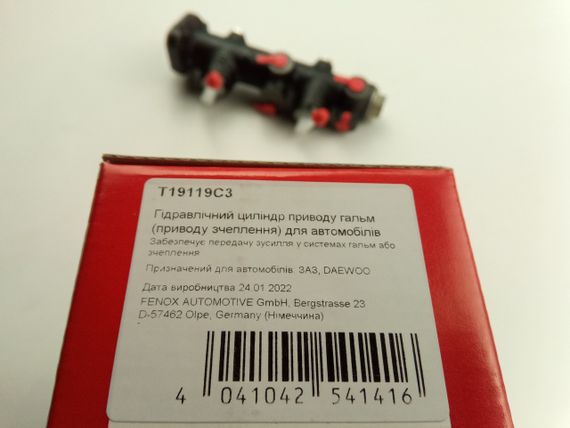 T19119C3
Гідравлічний циліндр приводу гальм
(приводу зчеплення) для автомобілів
Забезпечує передачу зусилля у системах гальм або
зчеплення
Призначений для автомобілів: ЗАЗ, DAEWOO
Дата виробництва 24.01.2022
FENOX AUTOMOTIVE GmbH, Bergstrasse 23
D-57462 Olpe, Germany (Німеччина)
4 041042 541416